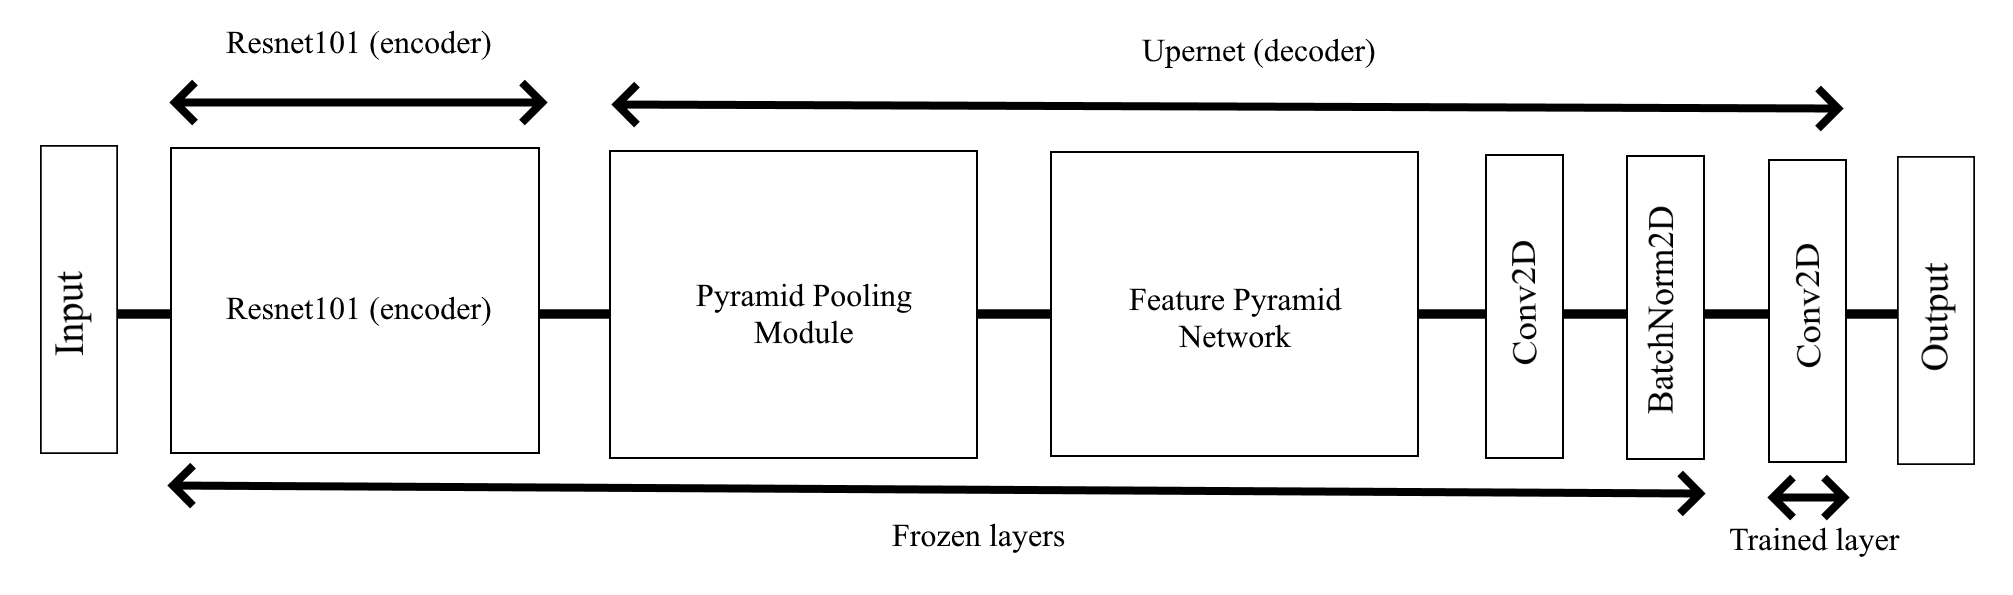 Resnet101 (encoder)
Upernet (decoder)
Input
Resnet101 (encoder)
Pyramid Pooling
Module
Feature Pyramid
Network
Conv2D
BatchNorm2D
Conv2D
Output
Frozen layers
Trained layer